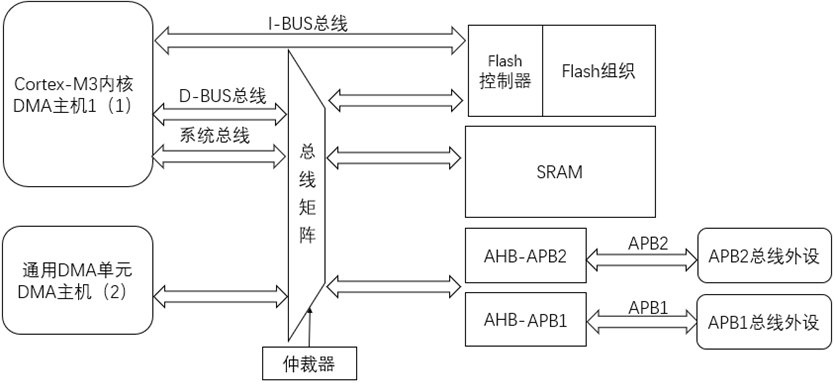 I-BUS总线
Cortex-M3内核
DMA主机1（1）
D-BUS总线
系统总线
Flash
控制器
Flash组织
总线矩阵
SRAM
通用DMA单元
DMA主机（2）
AHB-APB2
APB2
APB2总线外设
AHB-APB1
APB1
APB1总线外设
仲裁器